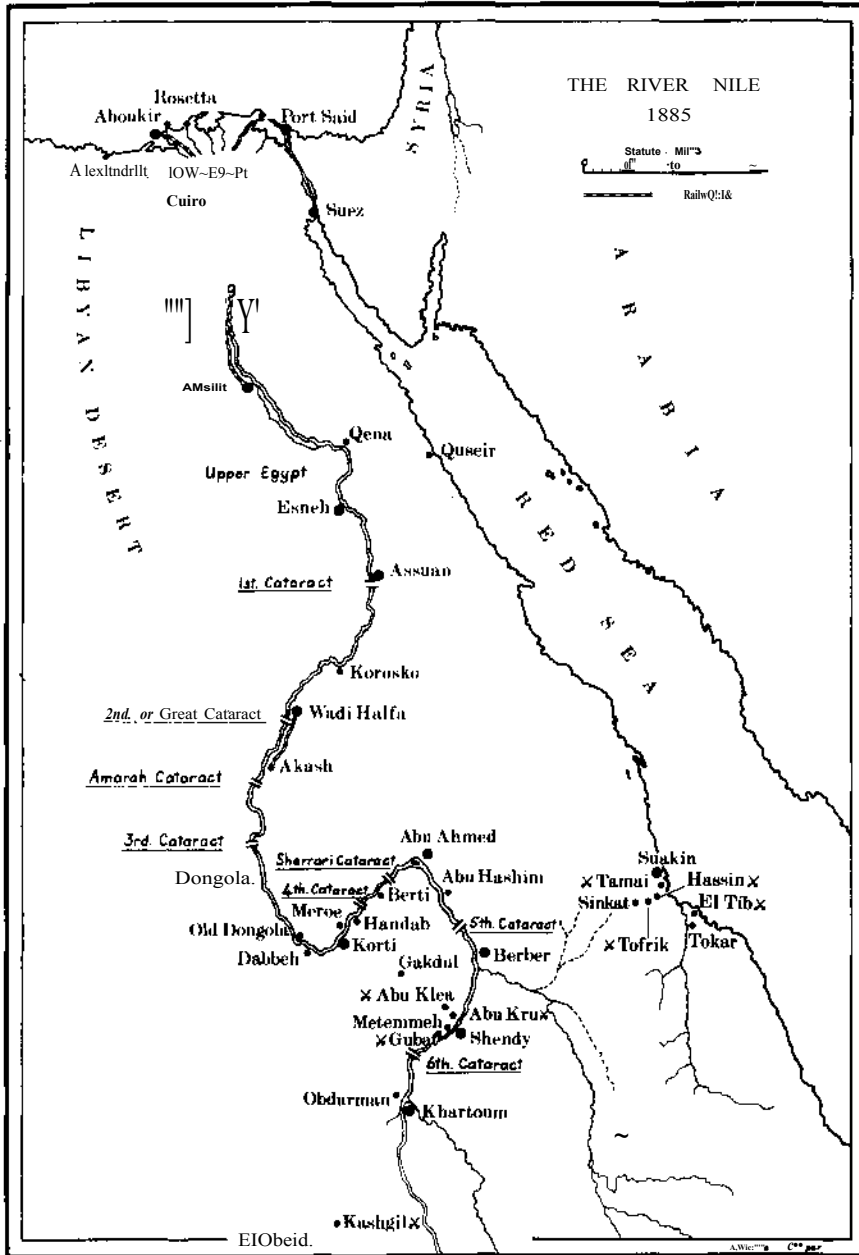 THE RIVER NILE
1885
Statute
Rosetta
Aboukir
Port Said
SYRIA
Cuiro
Suez
LIBYAN DESERT
ARABIA
AMsilit
Qena
Quseir
Upper Egypt
Esneh
RED SEA
Assuan
1st. Cataract
Korosko
2nd. or Great Cataract
Wadi Halfa
Akash
Amarah Cataract
3rd. Cataract
Abu Ahmed
Sherrari Cataract
Dongola.
4th. Cataract
Berti
Abu Hashim
Suakin
Tamai
Hassin
Sinkat
El Tib
Meroe
Handab
Old Dongola
Korti
5th. Cataract
Tofrik
Tokar
Dabbeh
Berber
Gakdul
Abu Klea
Abu Kru
Metemmeh
Gubat
Shendy
6th. Cataract
Obdurman
Khartoum
Kashgil
ElObeid.